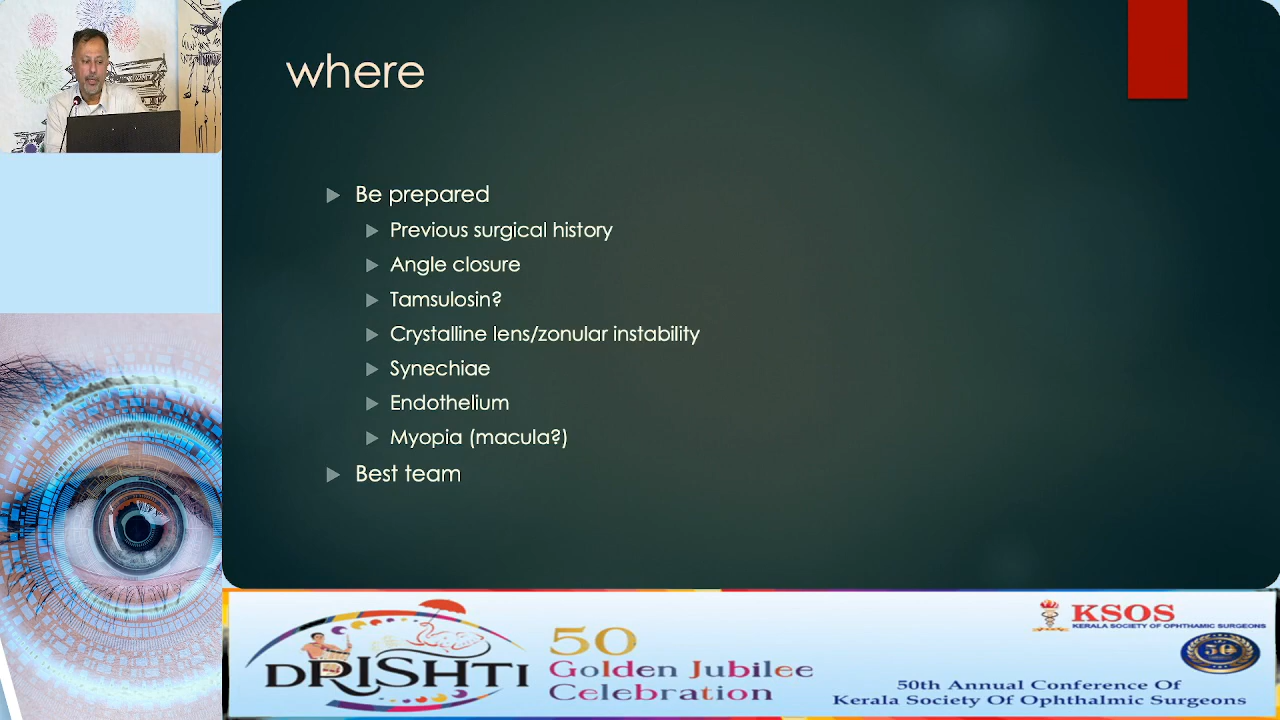 where
Be prepared
Previous surgical history
Angle closure
Tamsulosin?
Crystalline lens/zonular instability
Synechiae
Endothelium
Myopia (macula?)
Best team
DRISHTI
50
Golden Jubilee
Celebration
KSOS
KERALA SOCIETY OF OPHTHAMIC SURGEONS
50
50th Annual Conference Of
Kerala Society Of Ophthalmic Surgeons